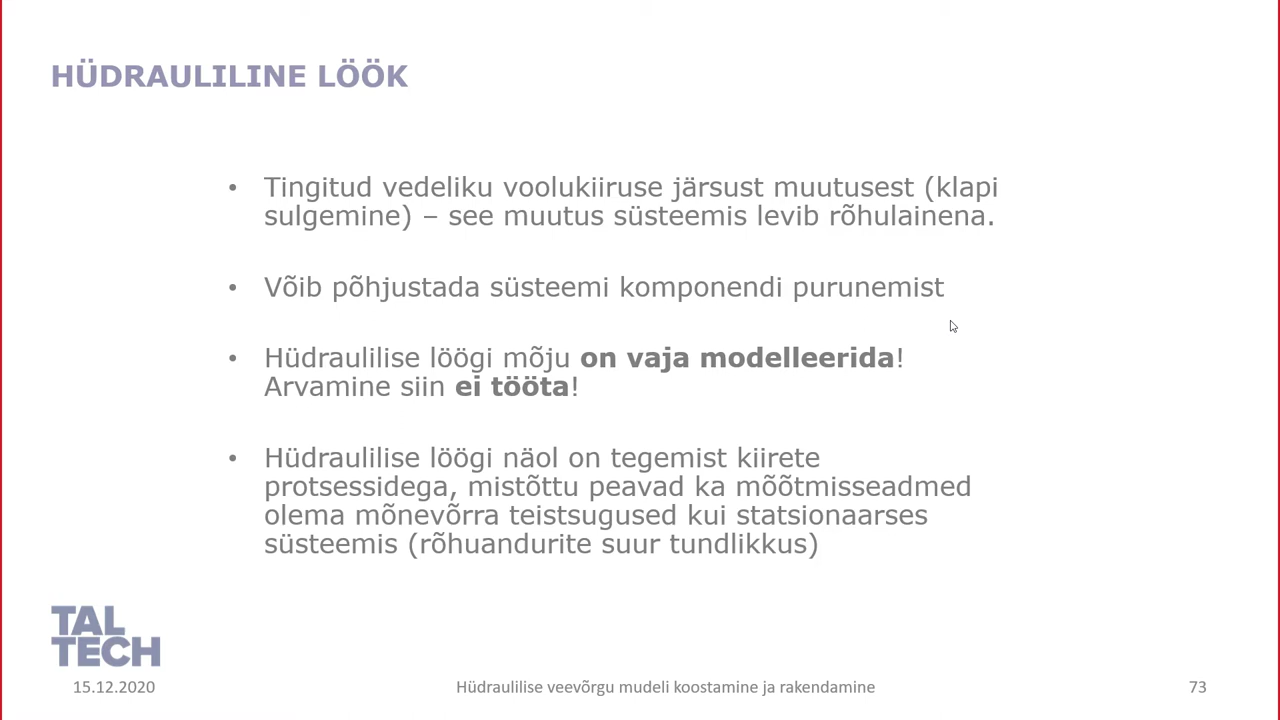 HÜDRAULILINE LÖÖK
• Tingitud vedeliku voolukiiruse järsust muutusest (klapi
sulgemine) – see muutus süsteemis levib rõhulainena.
• Võib põhjustada süsteemi komponendi purunemist
• Hüdraulilise löögi mõju on vaja modelleerida!
Arvamine siin ei tööta!
• Hüdraulilise löögi näol on tegemist kiirete
protsessidega, mistõttu peavad ka mõõtmisseadmed
olema mõnevõrra teistsugused kui statsionaarses
süsteemis (rõhuandurite suur tundlikkus)
TAL
TECH
15.12.2020
Hüdraulilise veevõrgu mudeli koostamine ja rakendamine
73